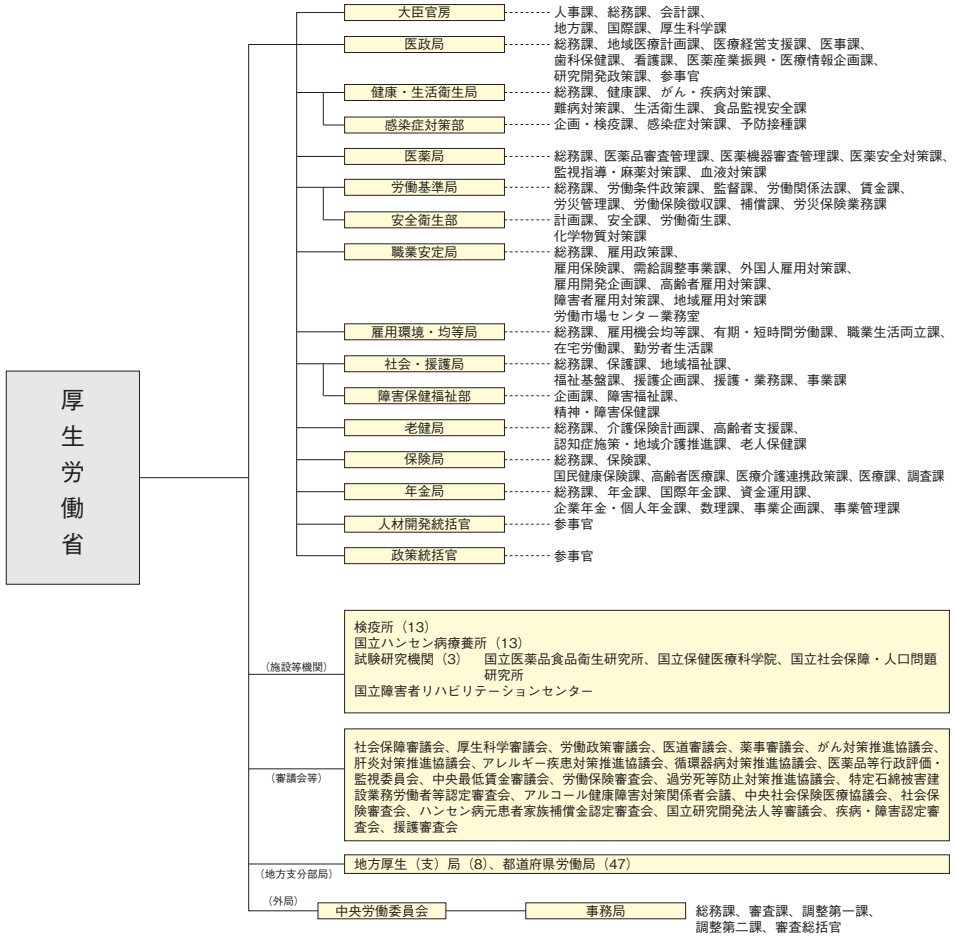 厚生労働省
大臣官房 人事課、総務課、会計課、
地方課、国際課、厚生科学課
医政局 総務課、地域医療計画課、医療経営支援課、医事課、
歯科保健課、看護課、医薬産業振興・医療情報企画課、
研究開発政策課、参事官
健康・生活衛生局 総務課、健康課、がん・疾病対策課、
難病対策課、生活衛生課、食品監視安全課
感染症対策部 企画・検疫課、感染症対策課、予防接種課
医薬局 総務課、医薬品審査管理課、医薬機器審査管理課、医薬安全対策課、
監視指導・麻薬対策課、血液対策課
労働基準局 総務課、労働条件政策課、監督課、労働関係法課、賃金課、
労災管理課、労働保険徴収課、補償課、労災保険業務課
安全衛生部 計画課、安全課、労働衛生課、
化学物質対策課
職業安定局 総務課、雇用政策課、
雇用保険課、需給調整事業課、外国人雇用対策課、
雇用開発企画課、高齢者雇用対策課、
障害者雇用対策課、地域雇用対策課
労働市場センター業務室
雇用環境・均等局 総務課、雇用機会均等課、有期・短時間労働課、職業生活両立課、
在宅労働課、勤労者生活課
社会・援護局 総務課、保護課、地域福祉課、
福祉基盤課、援護企画課、援護・業務課、事業課
障害保健福祉部 企画課、障害福祉課、
精神・障害保健課
老健局 総務課、介護保険計画課、高齢者支援課、
認知症施策・地域介護推進課、老人保健課
保険局 総務課、保険課、
国民健康保険課、高齢者医療課、医療介護連携政策課、医療課、調査課
年金局 総務課、年金課、国際年金課、資金運用課、
企業年金・個人年金課、数理課、事業企画課、事業管理課
人材開発統括官 参事官
政策統括官 参事官
(施設等機関)
検疫所(13)
国立ハンセン病療養所(13)
試験研究機関(3) 国立医薬品食品衛生研究所、国立保健医療科学院、国立社会保障・人口問題
研究所
国立障害者リハビリテーションセンター
(審議会等)
社会保障審議会、厚生科学審議会、労働政策審議会、医道審議会、薬事審議会、がん対策推進協議会、
肝炎対策推進協議会、アレルギー疾患対策推進協議会、循環器病対策推進協議会、医薬品等行政評価・
監視委員会、中央最低賃金審議会、労働保険審査会、過労死等防止対策推進協議会、特定石綿被害建
設業務労働者等認定審査会、アルコール健康障害対策関係者会議、中央社会保険医療協議会、社会保
険審査会、ハンセン病元患者家族補償金認定審査会、国立研究開発法人等審議会、疾病・障害認定審
査会、援護審査会
(地方支分部局)
地方厚生(支)局(8)、都道府県労働局(47)
(外局)
中央労働委員会 事務局 総務課、審査課、調整第一課、
調整第二課、審査総括官